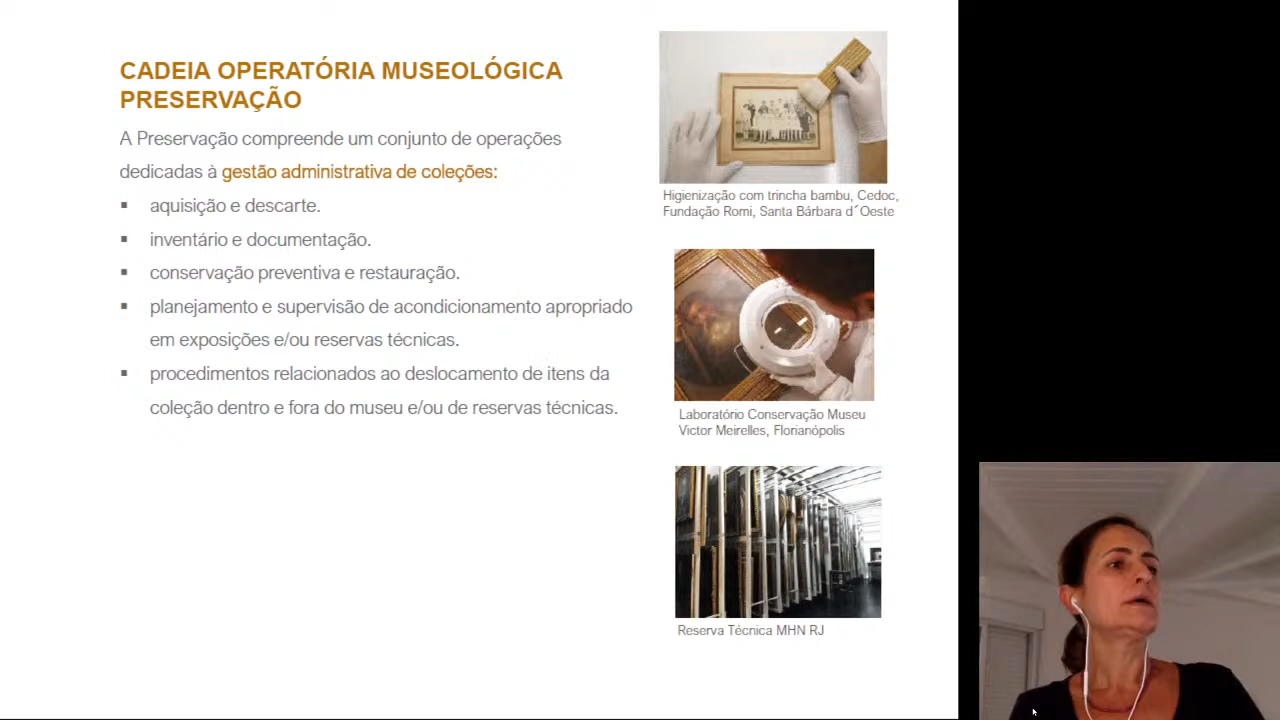 CADEIA OPERATÓRIA MUSEOLÓGICA
PRESERVAÇÃO
A Preservação compreende um conjunto de operações
dedicadas à gestão administrativa de coleções:
▪ aquisição e descarte.
▪ inventário e documentação.
▪ conservação preventiva e restauração.
▪ planejamento e supervisão de acondicionamento apropriado
em exposições e/ou reservas técnicas.
▪ procedimentos relacionados ao deslocamento de itens da
coleção dentro e fora do museu e/ou de reservas técnicas.
Higienização com trincha bambu, Cedoc,
Fundação Romi, Santa Bárbara d´Oeste
Laboratório Conservação Museu
Victor Meirelles, Florianópolis
Reserva Técnica MHN RJ